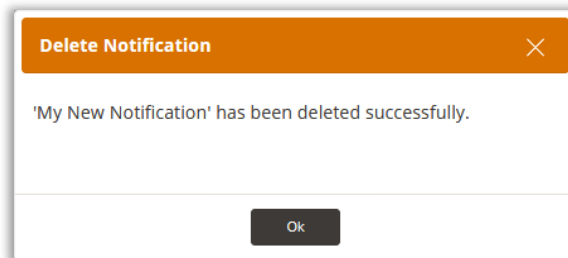 Delete Notification
'My New Notification' has been deleted successfully.
Ok